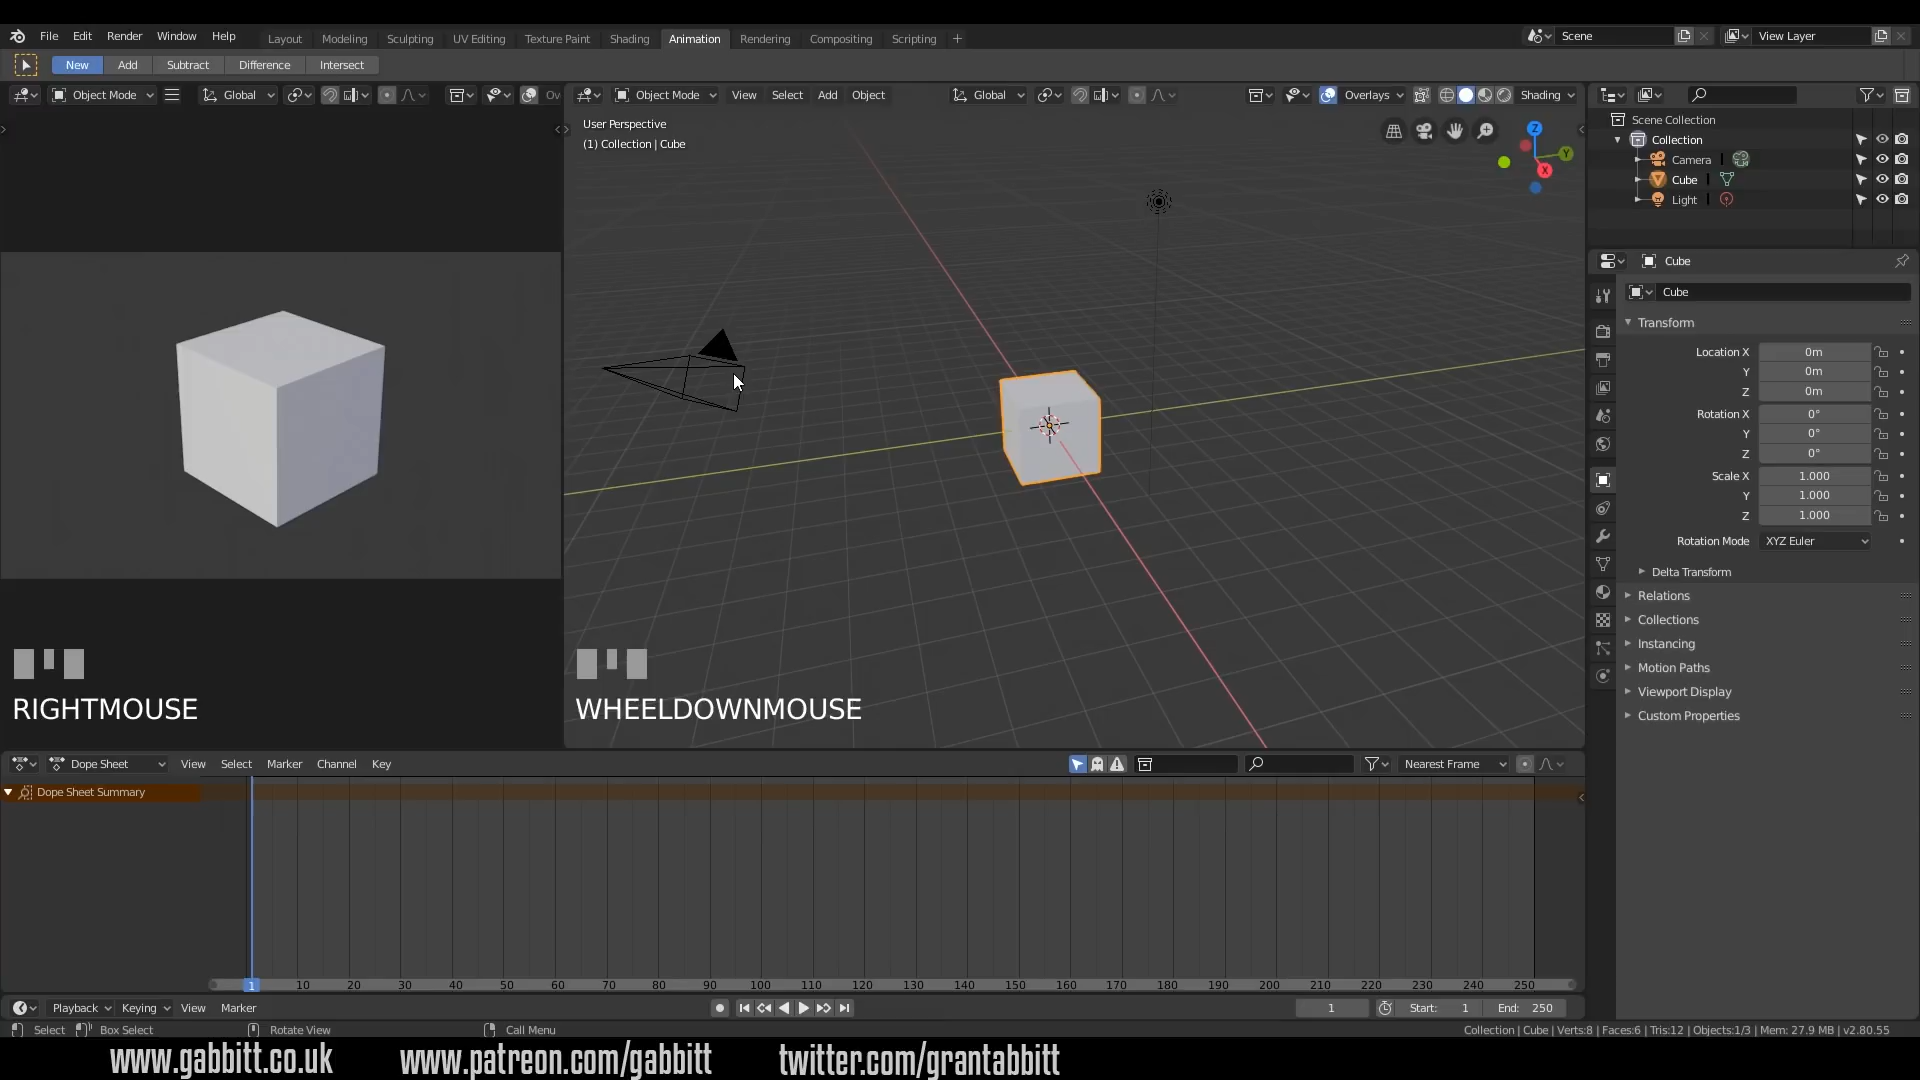 File Edit Render Window Help Layout Modeling Sculpting UV Editing Texture Paint Shading Animation Rendering Compositing Scripting + Scene View Layer
New Add Subtract Difference Intersect
Object Mode Global Ov
Object Mode View Select Add Object Global Overlays Shading
User Perspective
(1) Collection | Cube
Z
Y
X
RIGHTMOUSE
WHEELDOWNMOUSE
Scene Collection
Collection
Camera
Cube
Light
Cube
Cube
Transform
Location X 0m
Y 0m
Z 0m
Rotation X 0°
Y 0°
Z 0°
Scale X 1.000
Y 1.000
Z 1.000
Rotation Mode XYZ Euler
Delta Transform
Relations
Collections
Instancing
Motion Paths
Viewport Display
Custom Properties
Dope Sheet View Select Marker Channel Key Nearest Frame
Dope Sheet Summary
1 10 20 30 40 50 60 70 80 90 100 110 120 130 140 150 160 170 180 190 200 210 220 230 240 250
Playback Keying View Marker 1 Start: 1 End: 250
Select Box Select Rotate View Call Menu Collection | Cube | Verts:8 | Faces:6 | Tris:12 | Objects:1/3 | Mem: 27.9 MB | v2.80.55
www.gabbitt.co.uk www.patreon.com/gabbitt twitter.com/grantabbitt